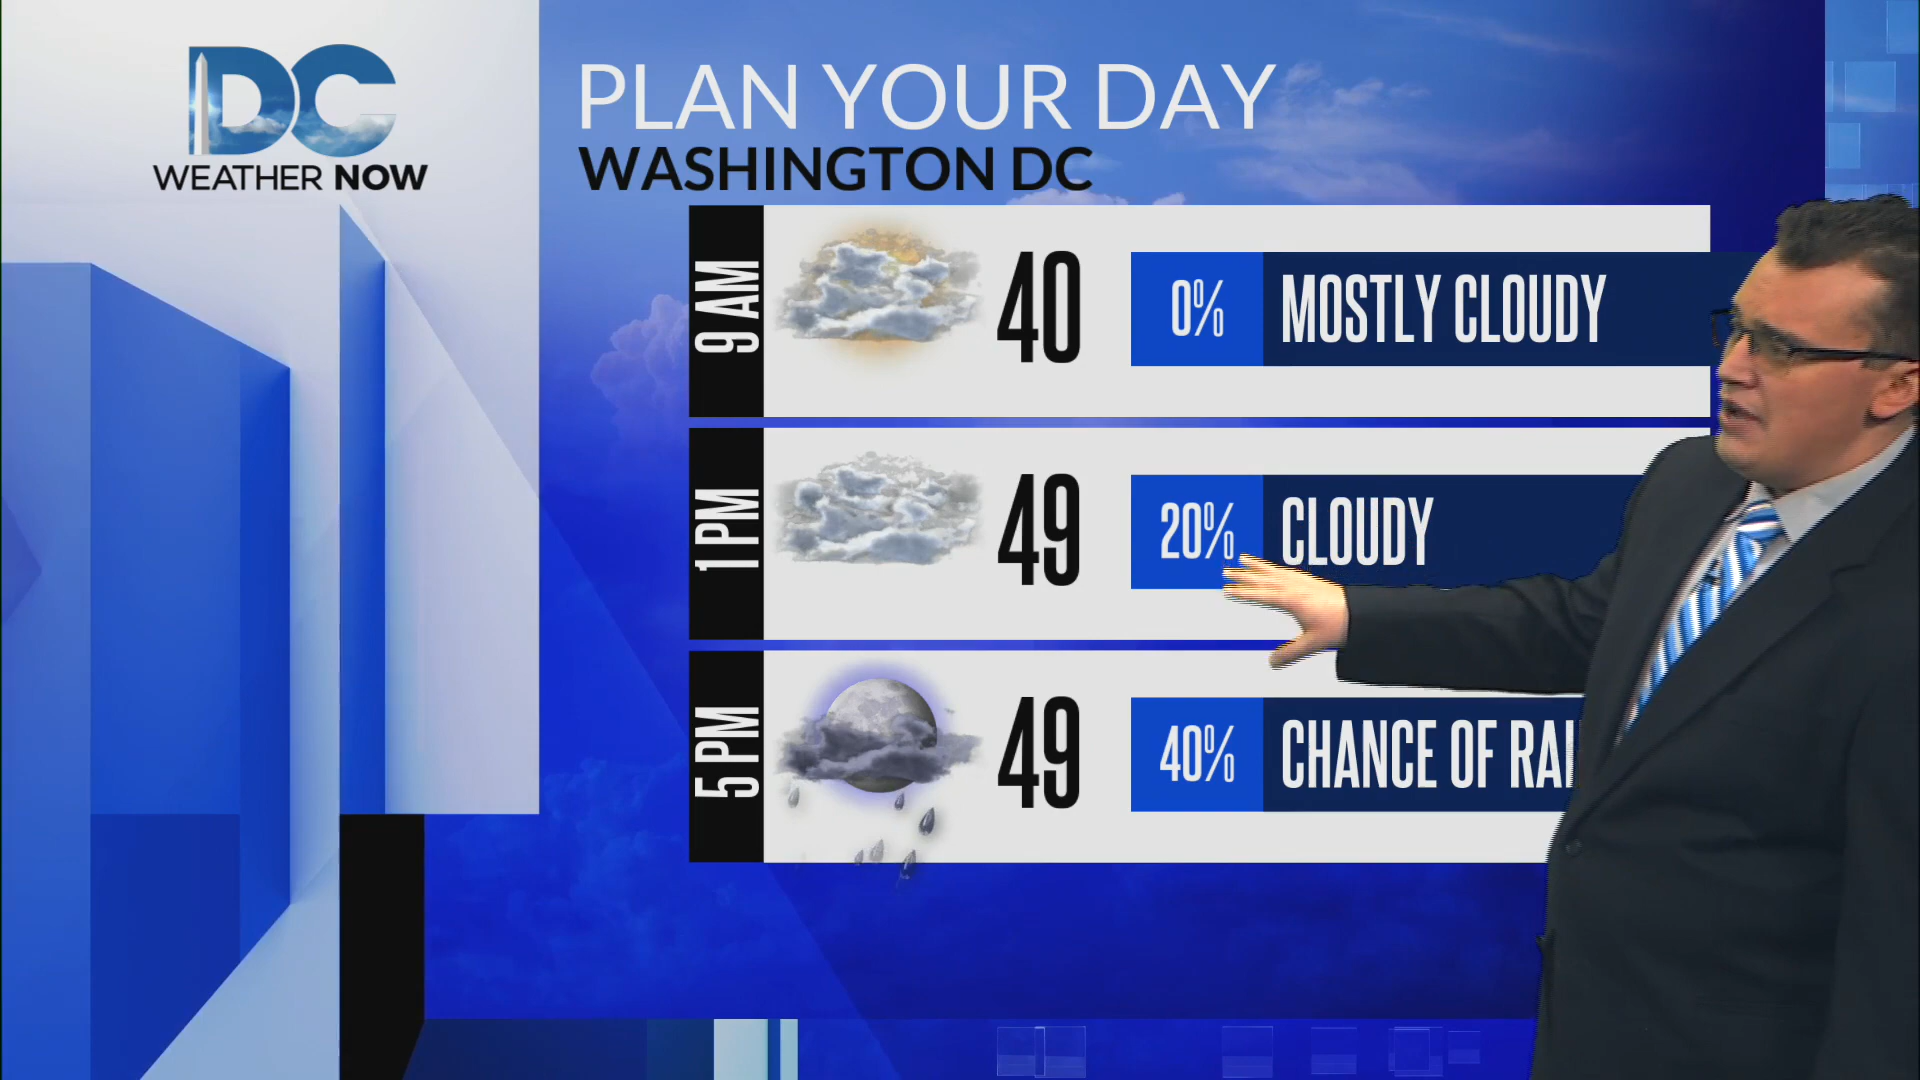 DC
WEATHER NOW
PLAN YOUR DAY
WASHINGTON DC
9 AM
40
0%
MOSTLY CLOUDY
1 PM
49
20%
CLOUDY
5 PM
49
40%
CHANCE OF RAI